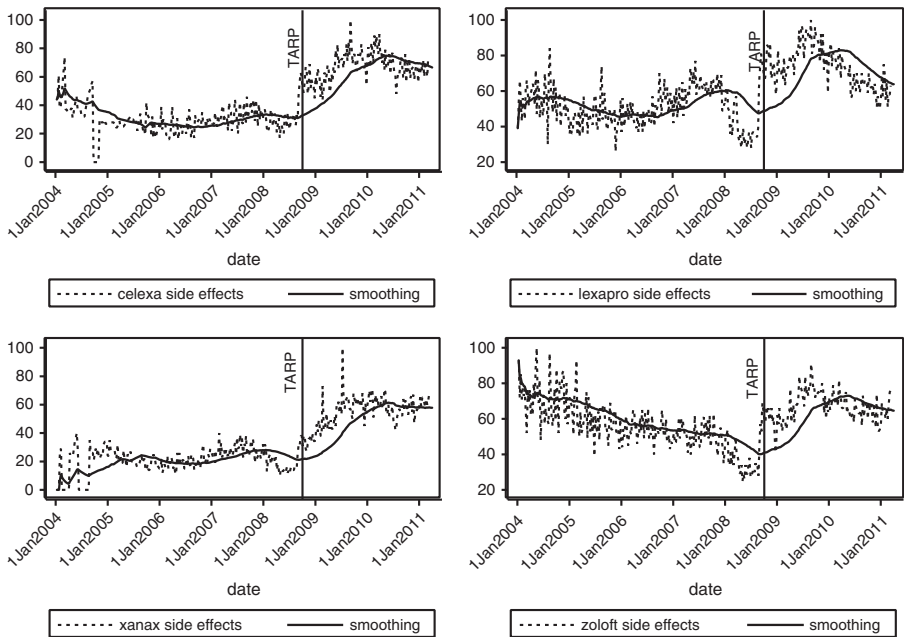 100
80
60
40
20
0
TARP
1Jan2004
1Jan2005
1Jan2006
1Jan2007
1Jan2008
1Jan2009
1Jan2010
1Jan2011
date
celexa side effects
smoothing
100
80
60
40
20
TARP
1Jan2004
1Jan2005
1Jan2006
1Jan2007
1Jan2008
1Jan2009
1Jan2010
1Jan2011
date
lexapro side effects
smoothing
100
80
60
40
20
0
TARP
1Jan2004
1Jan2005
1Jan2006
1Jan2007
1Jan2008
1Jan2009
1Jan2010
1Jan2011
date
xanax side effects
smoothing
100
80
60
40
20
TARP
1Jan2004
1Jan2005
1Jan2006
1Jan2007
1Jan2008
1Jan2009
1Jan2010
1Jan2011
date
zoloft side effects
smoothing